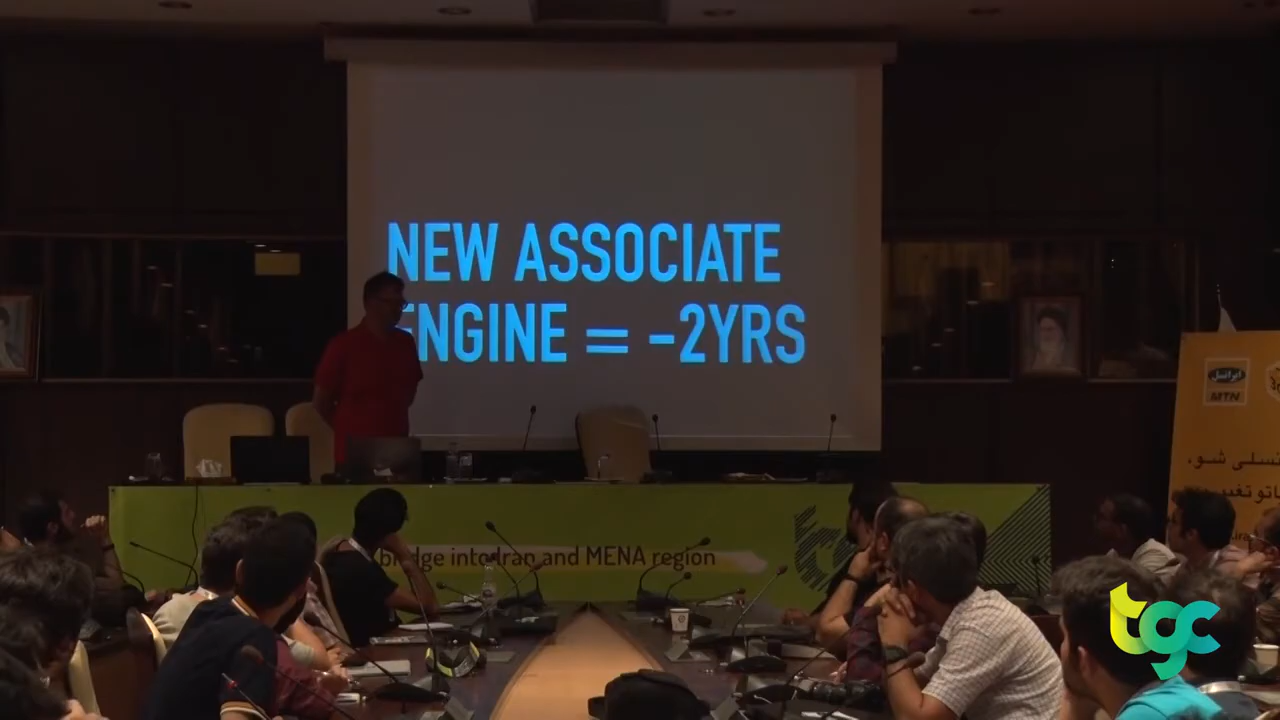 NEW ASSOCIATE
ENGINE = -2YRS
ایرانسل
MTN
bridge into Iran and MENA region
tgc